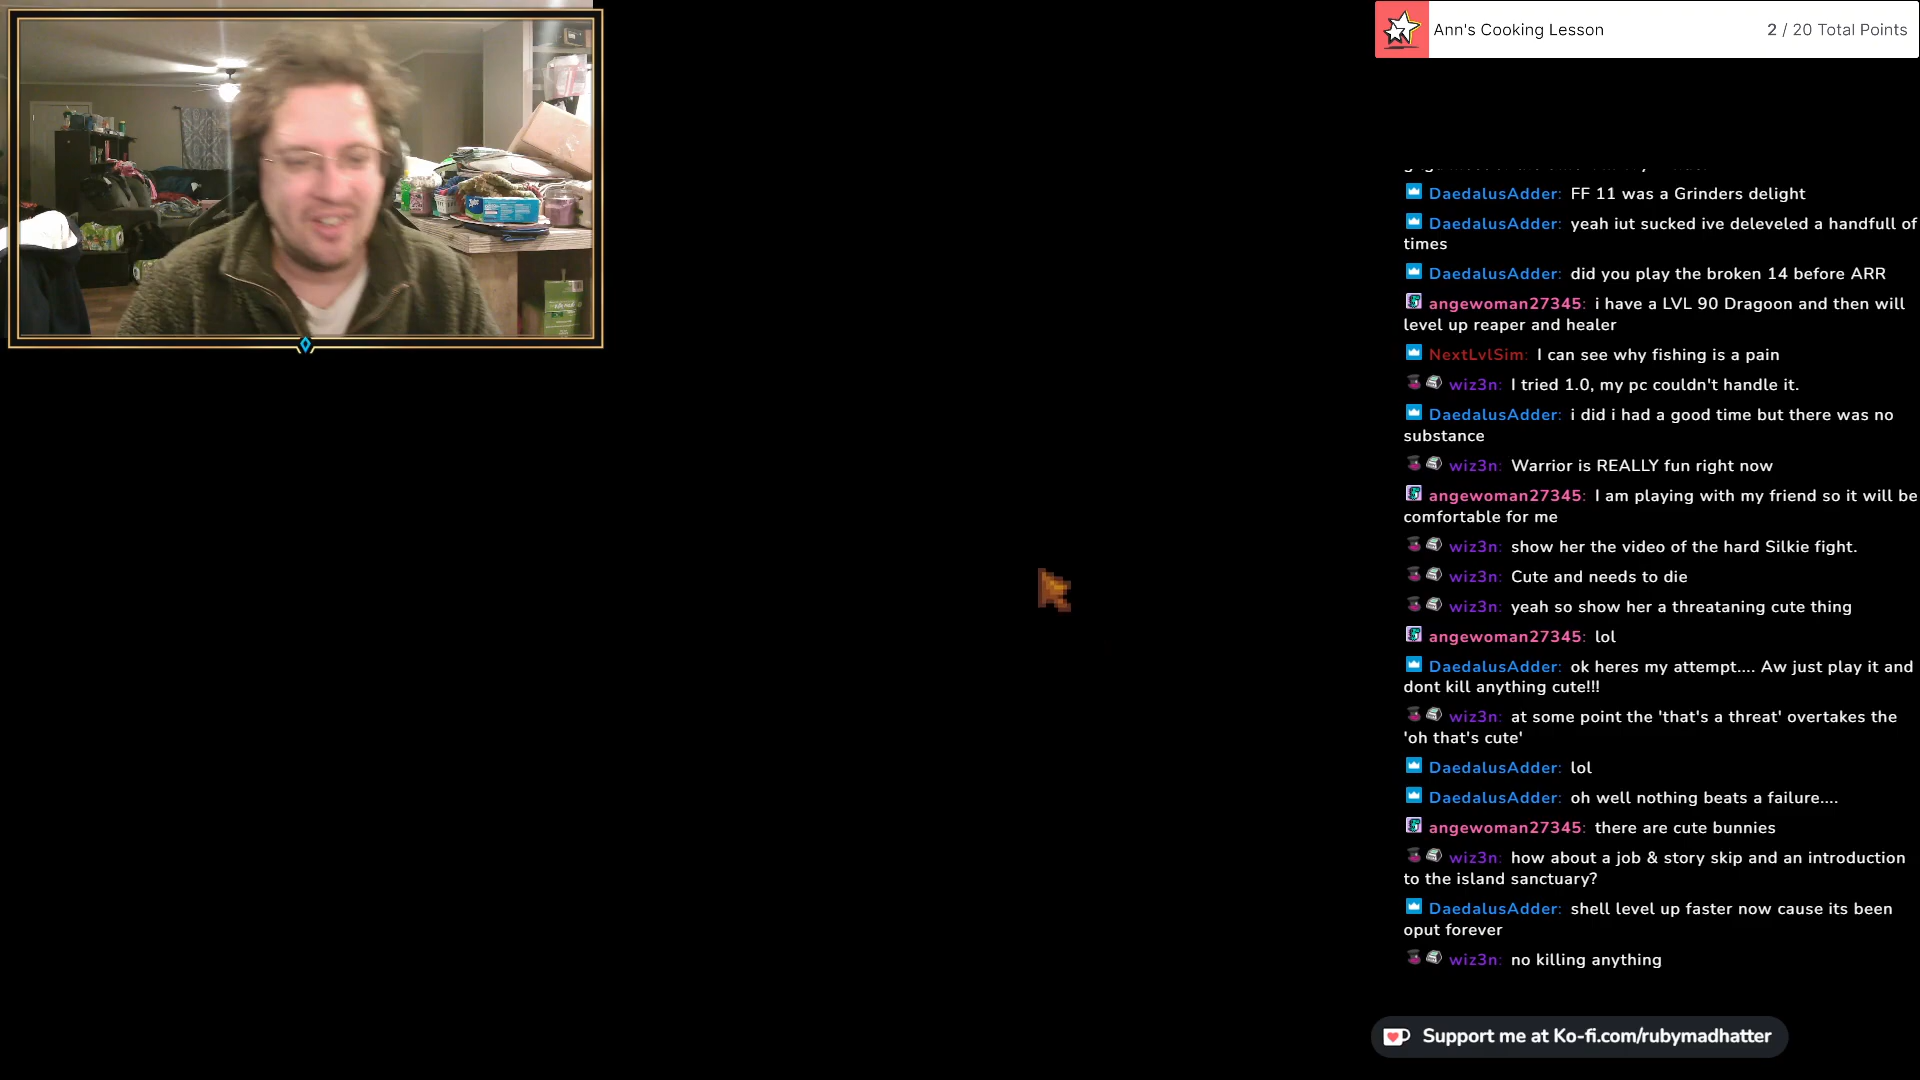 Ann's Cooking Lesson
2 / 20 Total Points
DaedalusAdder: FF 11 was a Grinders delight
DaedalusAdder: yeah iut sucked ive deleveled a handfull of
times
DaedalusAdder: did you play the broken 14 before ARR
angewoman27345: i have a LVL 90 Dragoon and then will
level up reaper and healer
NextLvlSim: I can see why fishing is a pain
wiz3n: I tried 1.0, my pc couldn't handle it.
DaedalusAdder: i did i had a good time but there was no
substance
wiz3n: Warrior is REALLY fun right now
angewoman27345: I am playing with my friend so it will be
comfortable for me
wiz3n: show her the video of the hard Silkie fight.
wiz3n: Cute and needs to die
wiz3n: yeah so show her a threataning cute thing
angewoman27345: lol
DaedalusAdder: ok heres my attempt.... Aw just play it and
dont kill anything cute!!!
wiz3n: at some point the 'that's a threat' overtakes the
'oh that's cute'
DaedalusAdder: lol
DaedalusAdder: oh well nothing beats a failure....
angewoman27345: there are cute bunnies
wiz3n: how about a job & story skip and an introduction
to the island sanctuary?
DaedalusAdder: shell level up faster now cause its been
oput forever
wiz3n: no killing anything
Support me at Ko-fi.com/rubymadhatter